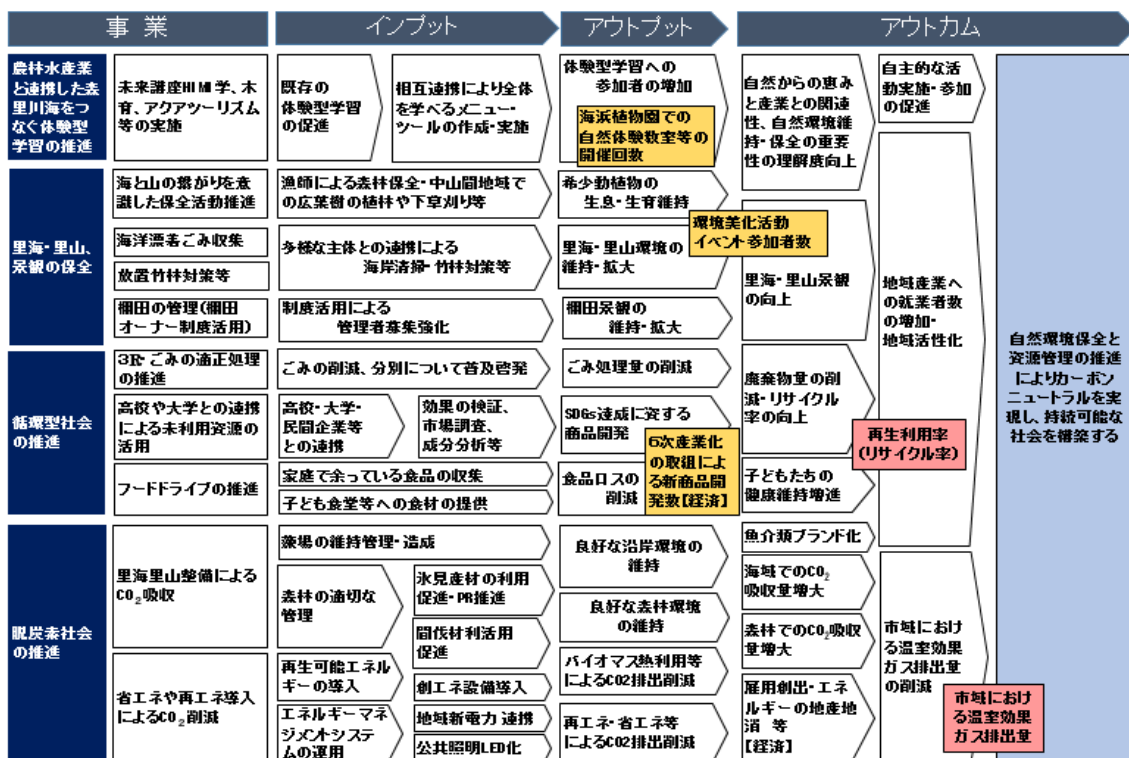 事 業
インプット
アウトプット
アウトカム
農林水産業
と連携した森
里川海をつ
なぐ体験型
学習の推進
未来講座HIMI学、木
育、アクアツーリズム
等の実施
既存の
体験型学習
の促進
相互連携により全体
を学べるメニュー・
ツールの作成・実施
体験型学習への
参加者の増加
海浜植物園での
自然体験教室等の
開催回数
自然からの恵み
と産業との関連
性、自然環境維
持・保全の重要
性の理解度向上
自主的な活
動実施・参加
の促進
里海・里山、
景観の保全
海と山の繋がりを意
識した保全活動推進
漁師による森林保全・中山間地域で
の広葉樹の植林や下草刈り等
希少動植物の
生息・生育維持
環境美化活動
イベント参加者数
海洋漂着ごみ収集
放置竹林対策等
多様な主体との連携による
海岸清掃・竹林対策等
里海・里山環境の
維持・拡大
里海・里山景観
の向上
棚田の管理(棚田
オーナー制度活用)
制度活用による
管理者募集強化
棚田景観の
維持・拡大
地域産業へ
の就業者数
の増加・
地域活性化
循環型社会
の推進
3R・ごみの適正処理
の推進
ごみの削減、分別について普及啓発
ごみ処理量の削減
廃棄物量の削
減・リサイクル
率の向上
高校や大学との連携
による未利用資源の
活用
高校・大学・
民間企業等
との連携
効果の検証、
市場調査、
成分分析等
SDGs達成に資する
商品開発
6次産業化
の取組によ
る新商品開
発数【経済】
再生利用率
(リサイクル率)
フードドライブの推進
家庭で余っている食品の収集
子ども食堂等への食材の提供
食品ロスの
削減
子どもたちの
健康維持増進
脱炭素社会
の推進
里海里山整備による
CO₂吸収
藻場の維持管理・造成
良好な沿岸環境の
維持
魚介類ブランド化
海域でのCO₂
吸収量増大
森林の適切な
管理
氷見産材の利用
促進・PR推進
間伐材利活用
促進
良好な森林環境
の維持
森林でのCO₂吸収
量増大
省エネや再エネ導入
によるCO₂削減
再生可能エネル
ギーの導入
創エネ設備導入
バイオマス熱利用等
によるCO2排出削減
エネルギーマネ
ジメントシステ
ムの運用
地域新電力 連携
公共照明LED化
再エネ・省エネ等
によるCO2排出削減
雇用創出・エネ
ルギーの地産地
消 等
【経済】
市域におけ
る温室効果
ガス排出量
の削減
市域におけ
る温室効果
ガス排出量
自然環境保全と
資源管理の推進
によりカーボン
ニュートラルを実
現し、持続可能な
社会を構築する